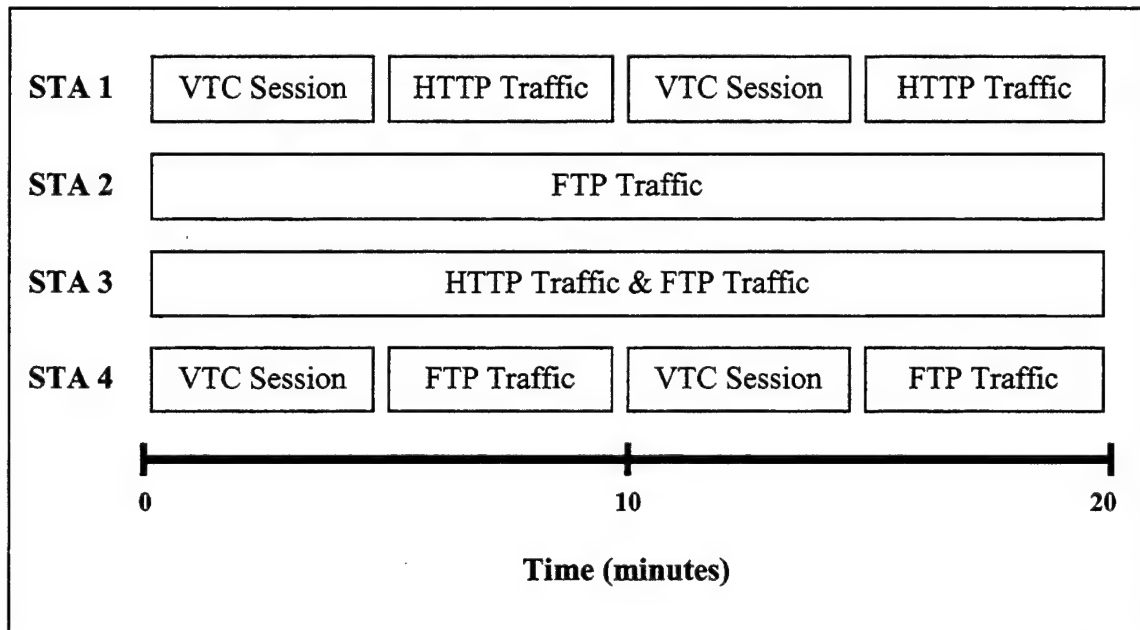 STA 1 VTC Session HTTP Traffic VTC Session HTTP Traffic
STA 2 FTP Traffic
STA 3 HTTP Traffic & FTP Traffic
STA 4 VTC Session FTP Traffic VTC Session FTP Traffic
0 10 20
Time (minutes)